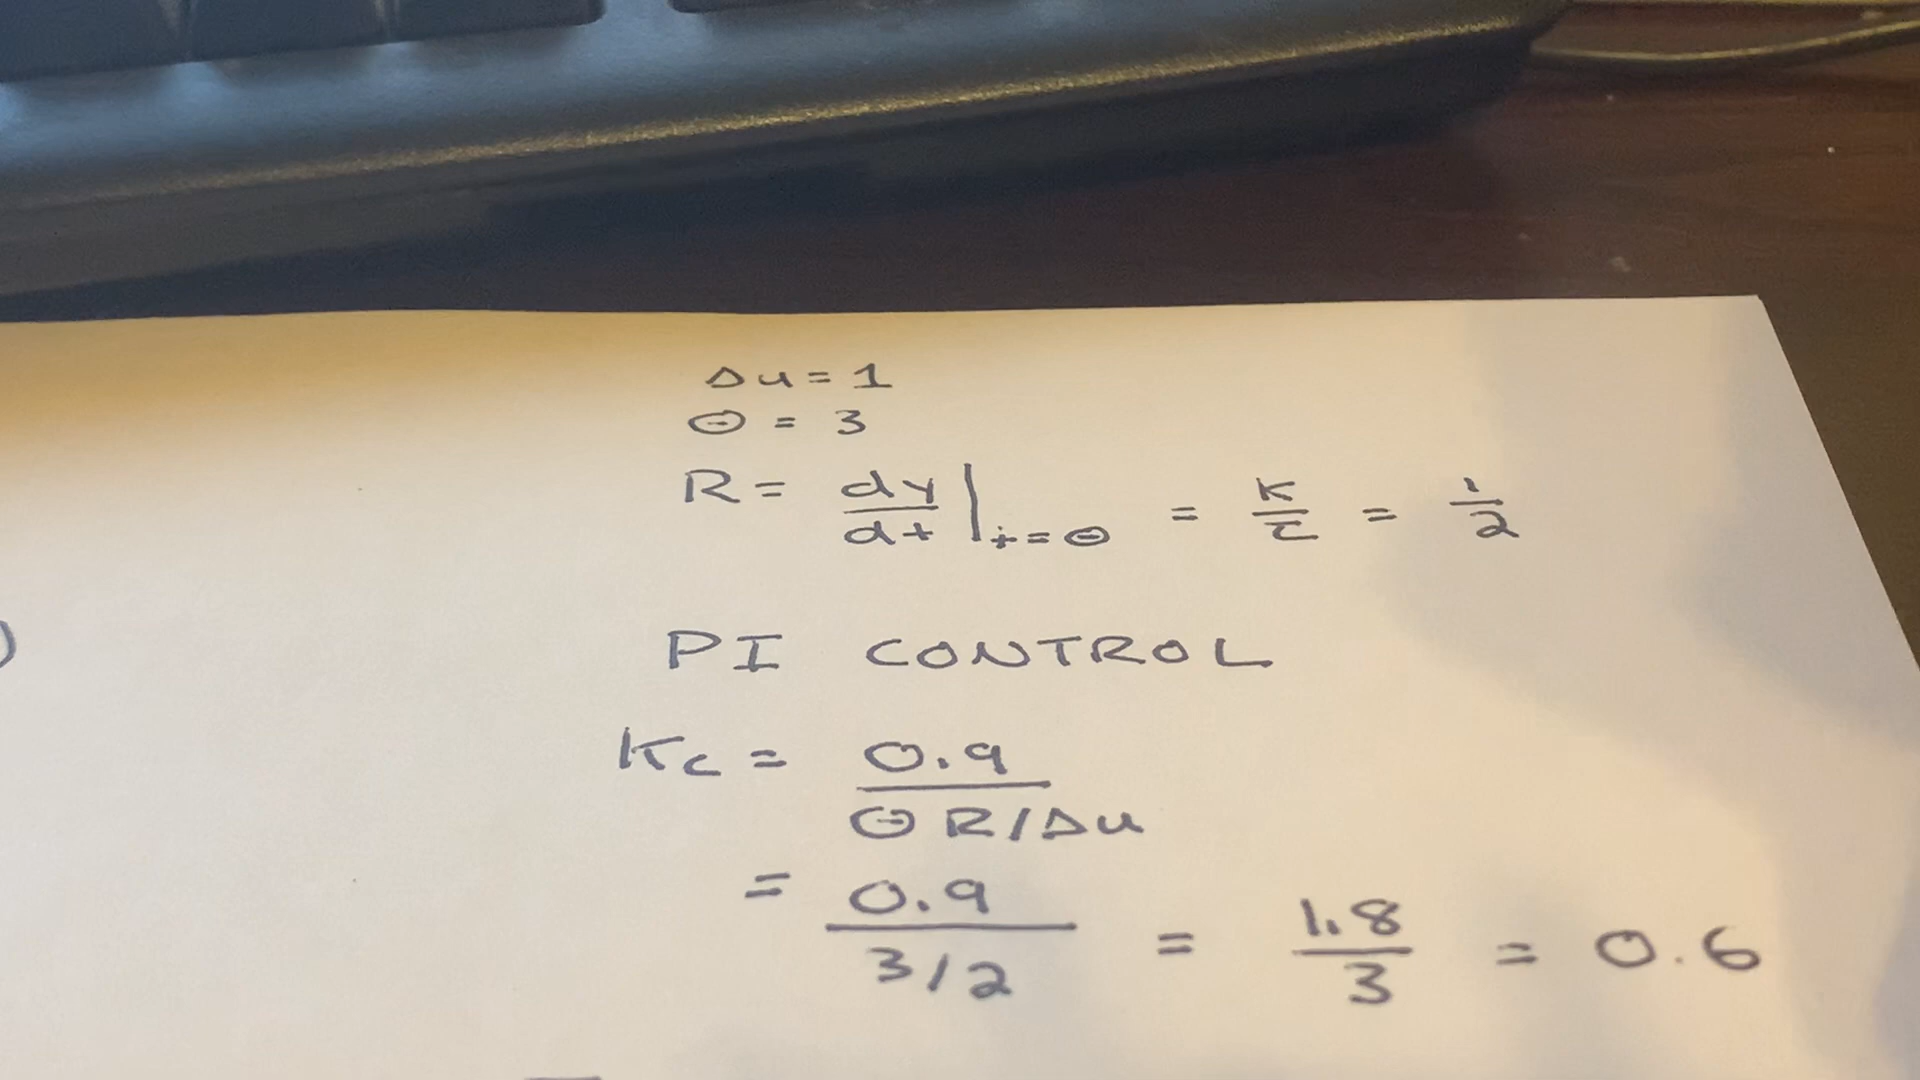 Δu = 1
Θ = 3
R = dy/dt |t=Θ = K/τ = 1/2
)
PI CONTROL
Kc = 0.9 / ΘR/Δu
= 0.9 / 3/2 = 1.8/3 = 0.6